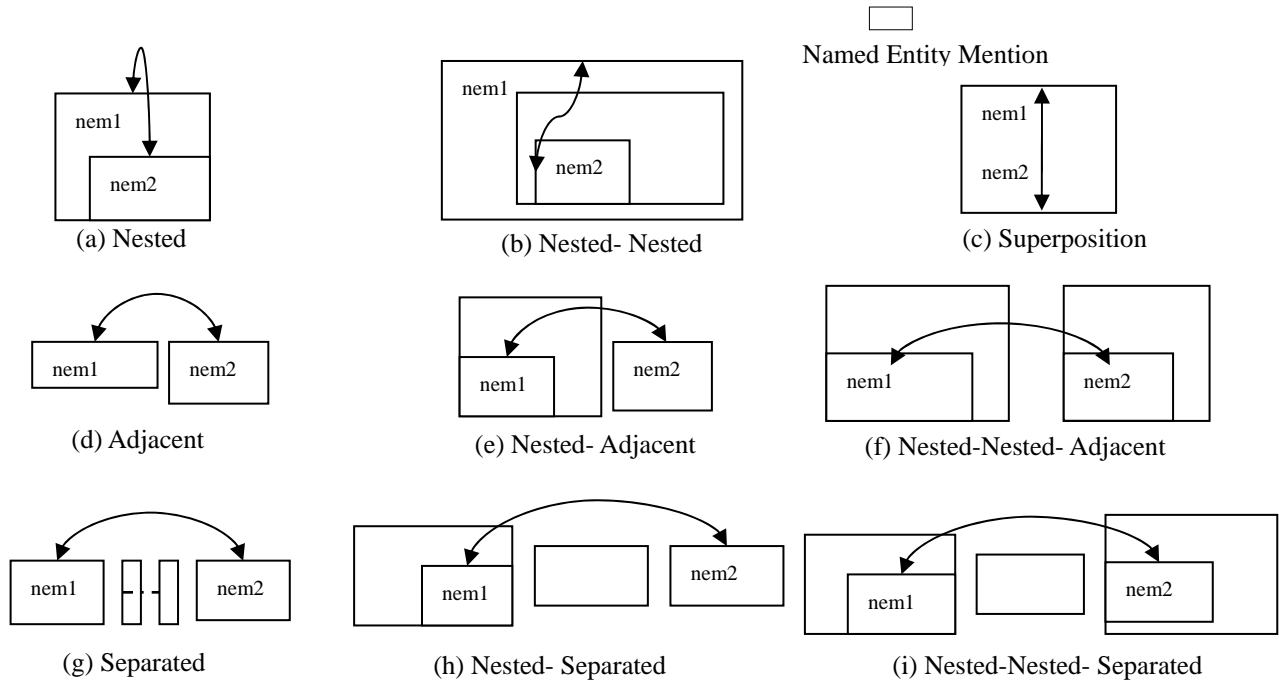 Named Entity Mention
nem1
nem2
(a) Nested
nem1
nem2
(b) Nested- Nested
nem1
nem2
(c) Superposition
nem1
nem2
(d) Adjacent
nem1
nem2
(e) Nested- Adjacent
nem1
nem2
(f) Nested-Nested- Adjacent
nem1
nem2
(g) Separated
nem1
nem2
(h) Nested- Separated
nem1
nem2
(i) Nested-Nested- Separated